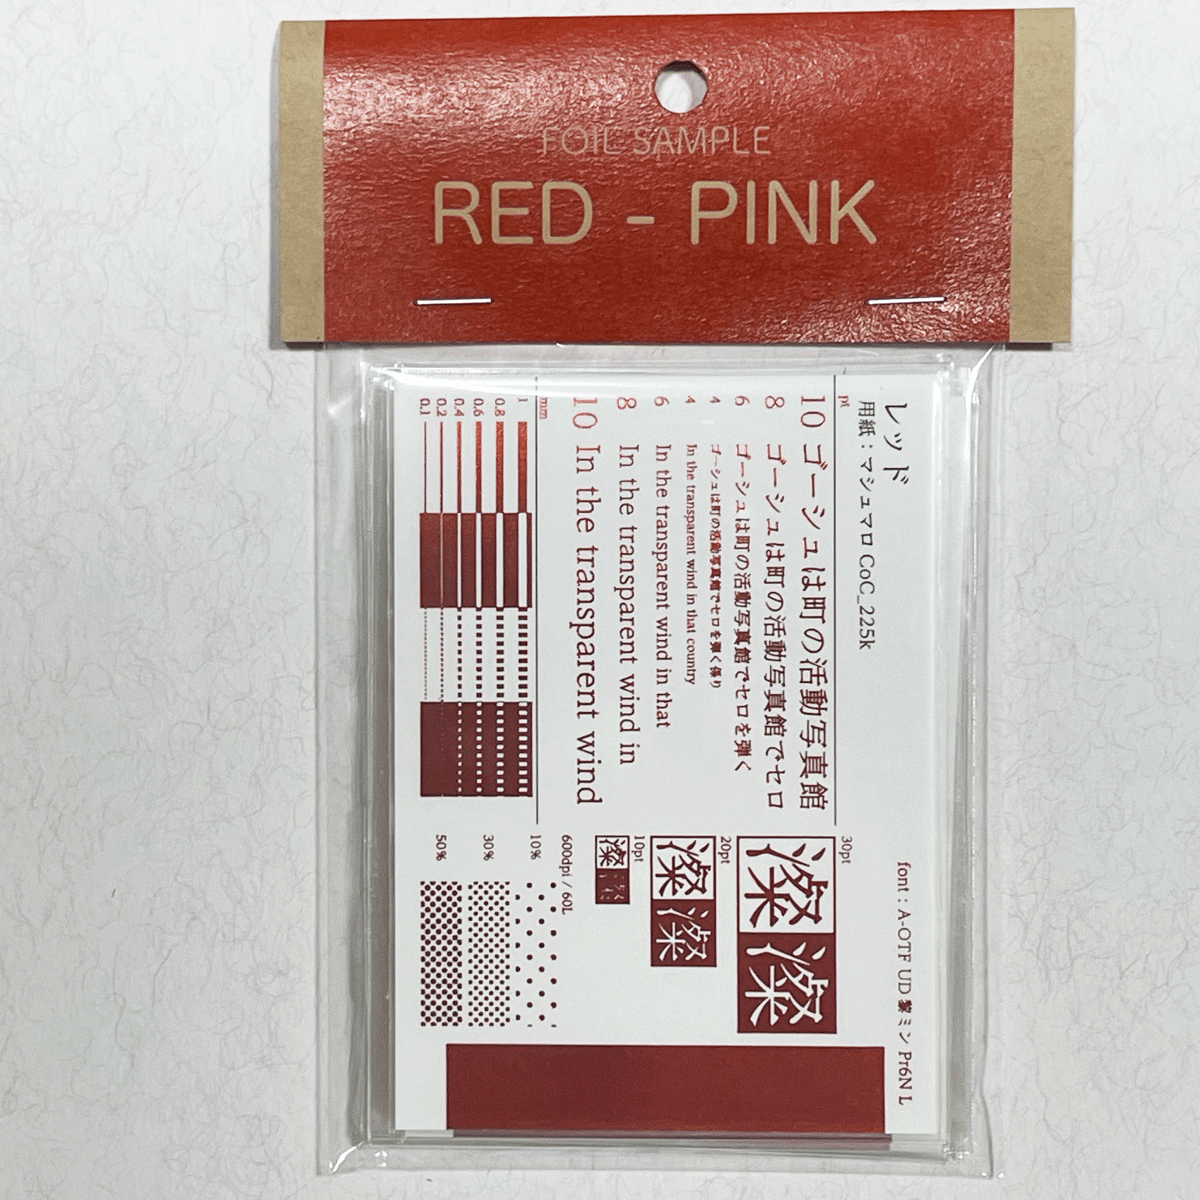 FOIL SAMPLE
RED - PINK
レッド
用紙：マシュマロ CoC_225k
font : A-OTF UD 黎ミン Pr6N L
pt
10 ゴーシュは町の活動写真館
8 ゴーシュは町の活動写真館でセロ
6 ゴーシュは町の活動写真館でセロを弾く
4 ゴーシュは町の活動写真館でセロを弾く係り
4 In the transparent wind in that country
6 In the transparent wind in that
8 In the transparent wind in
10 In the transparent wind
mm
1
0.8
0.6
0.4
0.2
0.1
30pt
燦燦
20pt
燦燦
10pt
燦燦
600dpi / 60L
10%
30%
50%